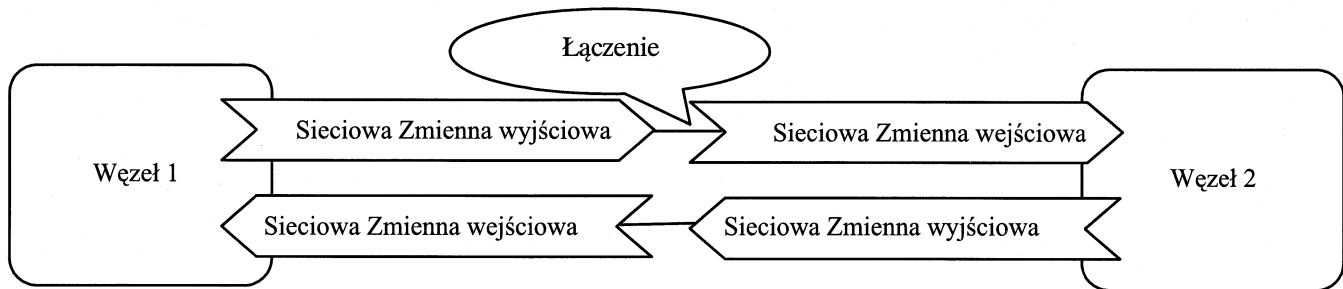 Łączenie
Sieciowa Zmienna wyjściowa
Sieciowa Zmienna wejściowa
Węzeł 1
Węzeł 2
Sieciowa Zmienna wejściowa
Sieciowa Zmienna wyjściowa